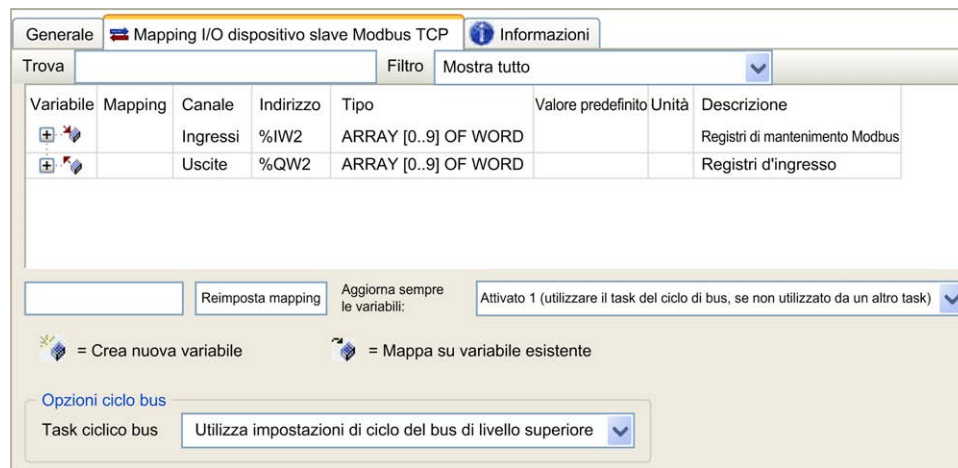 Generale Mapping I/O dispositivo slave Modbus TCP Informazioni
Trova Filtro Mostra tutto
Variabile Mapping Canale Indirizzo Tipo Valore predefinito Unità Descrizione
Ingressi %IW2 ARRAY [0..9] OF WORD Registri di mantenimento Modbus
Uscite %QW2 ARRAY [0..9] OF WORD Registri d'ingresso
Reimposta mapping Aggiorna sempre le variabili: Attivato 1 (utilizzare il task del ciclo di bus, se non utilizzato da un altro task)
= Crea nuova variabile = Mappa su variabile esistente
Opzioni ciclo bus
Task ciclico bus Utilizza impostazioni di ciclo del bus di livello superiore